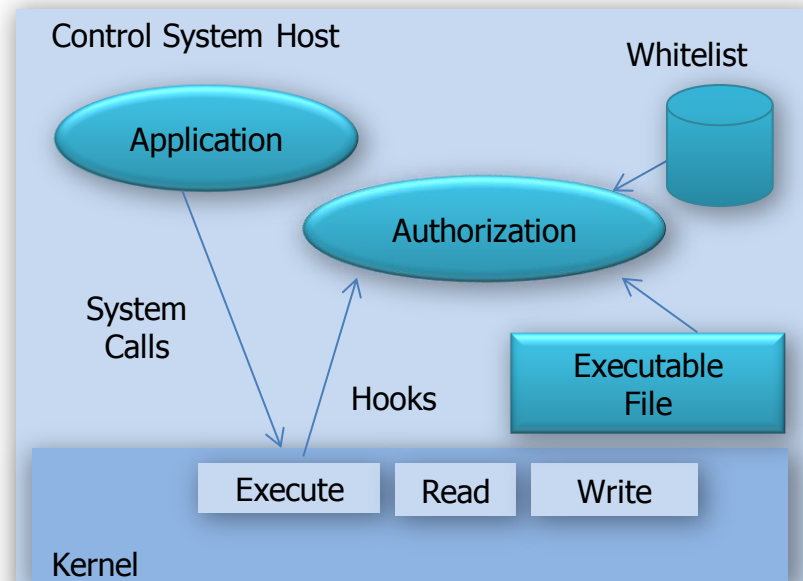 Control System Host
Whitelist
Application
Authorization
System
Calls
Executable
File
Hooks
Execute
Read
Write
Kernel